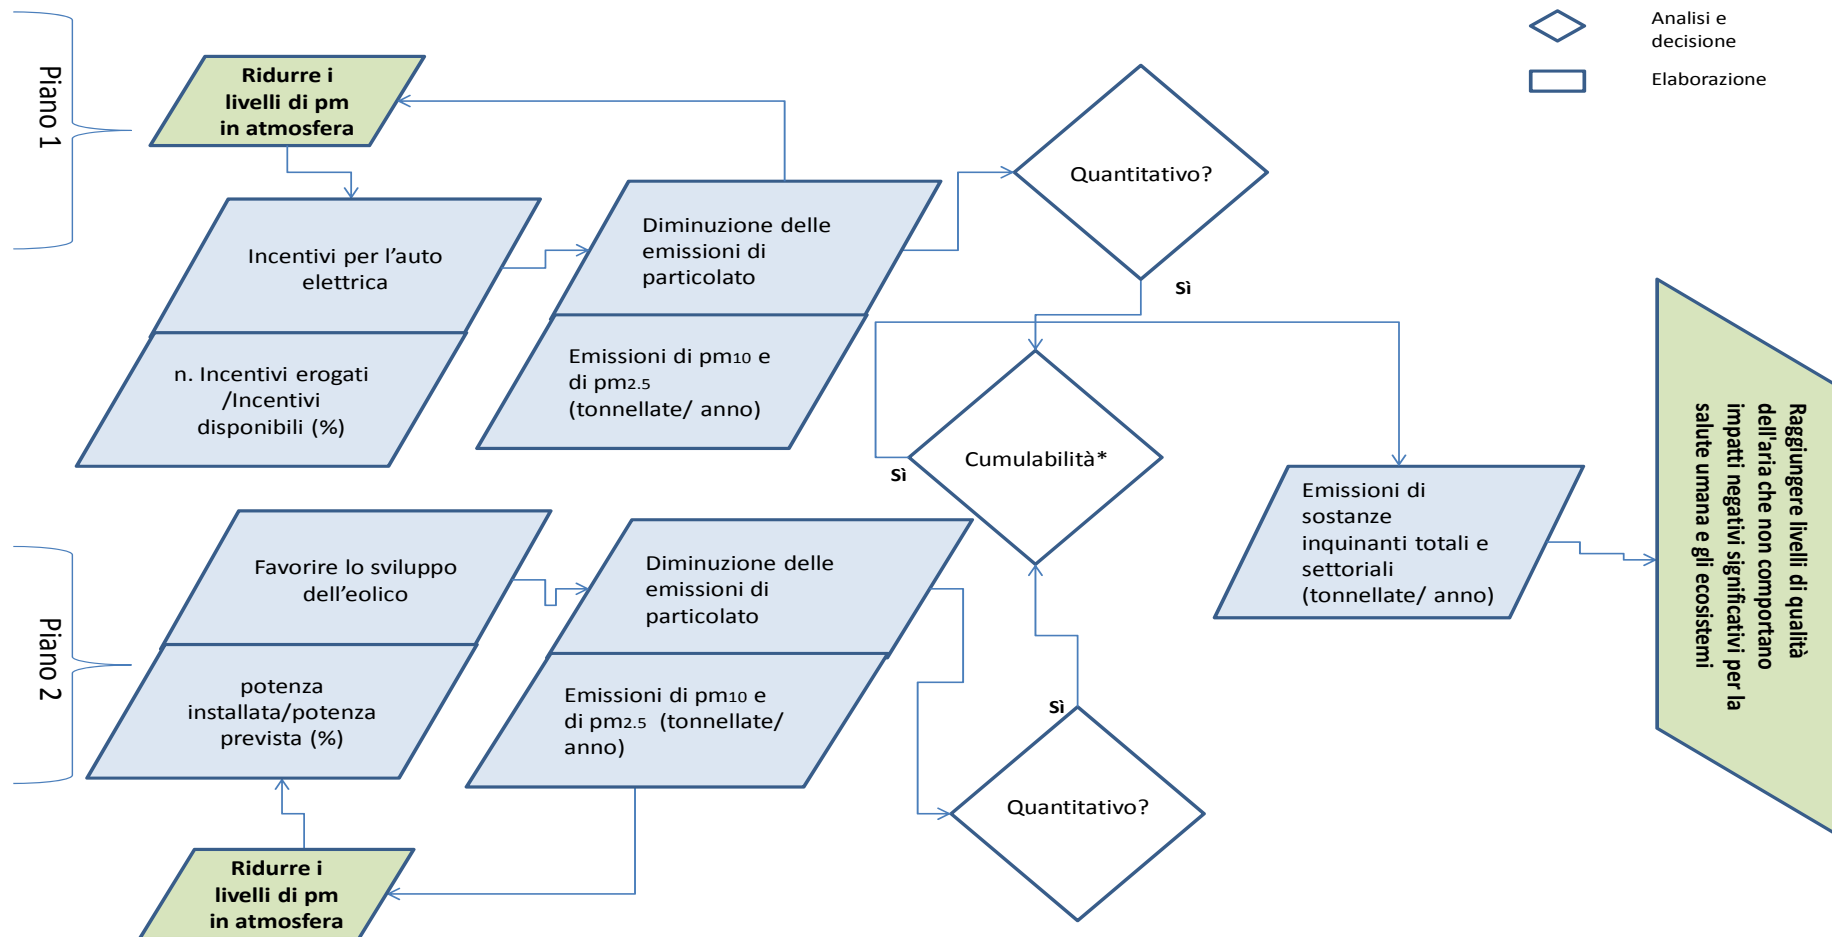 Analisi e
decisione
Elaborazione
Piano 1
Ridurre i
livelli di pm
in atmosfera
Quantitativo?
Diminuzione delle
emissioni di
particolato
Incentivi per l'auto
elettrica
Sì
Emissioni di pm10 e
di pm2.5
(tonnellate/ anno)
n. Incentivi erogati
/Incentivi
disponibili (%)
Cumulabilità*
Sì
Raggiungere livelli di qualità
dell'aria che non comportano
impatti negativi significativi per la
salute umana e gli ecosistemi
Emissioni di
sostanze
inquinanti totali e
settoriali
(tonnellate/ anno)
Piano 2
Favorire lo sviluppo
dell'eolico
Diminuzione delle
emissioni di
particolato
potenza
installata/potenza
prevista (%)
Emissioni di pm10 e
di pm2.5 (tonnellate/
anno)
Sì
Quantitativo?
Ridurre i
livelli di pm
in atmosfera